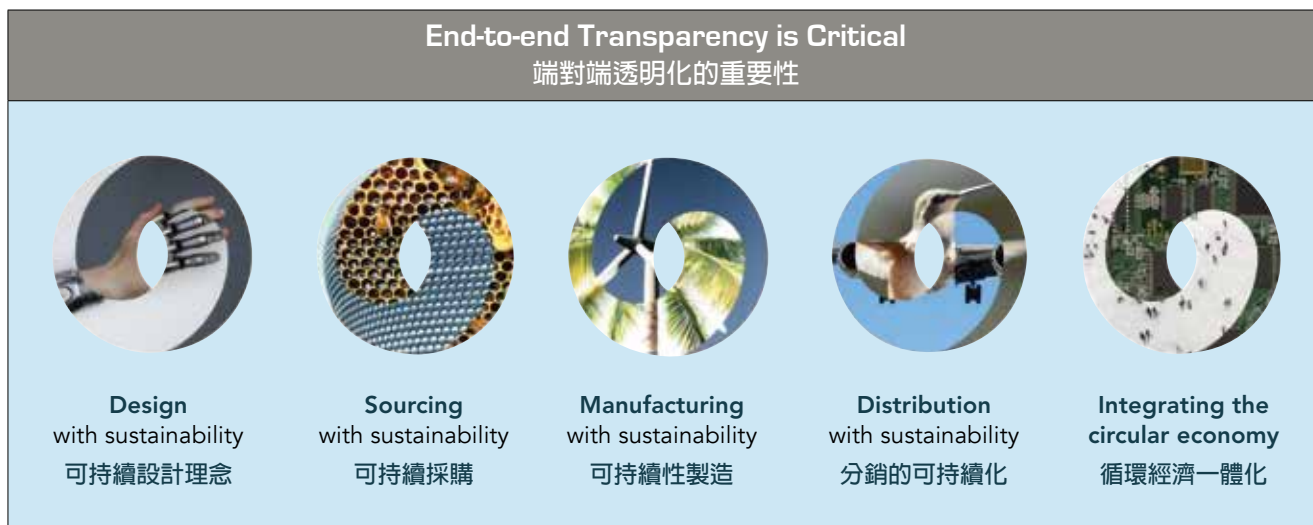 End-to-end Transparency is Critical
端對端透明化的重要性
Design
with sustainability
可持續設計理念
Sourcing
with sustainability
可持續採購
Manufacturing
with sustainability
可持續性製造
Distribution
with sustainability
分銷的可持續化
Integrating the
circular economy
循環經濟一體化